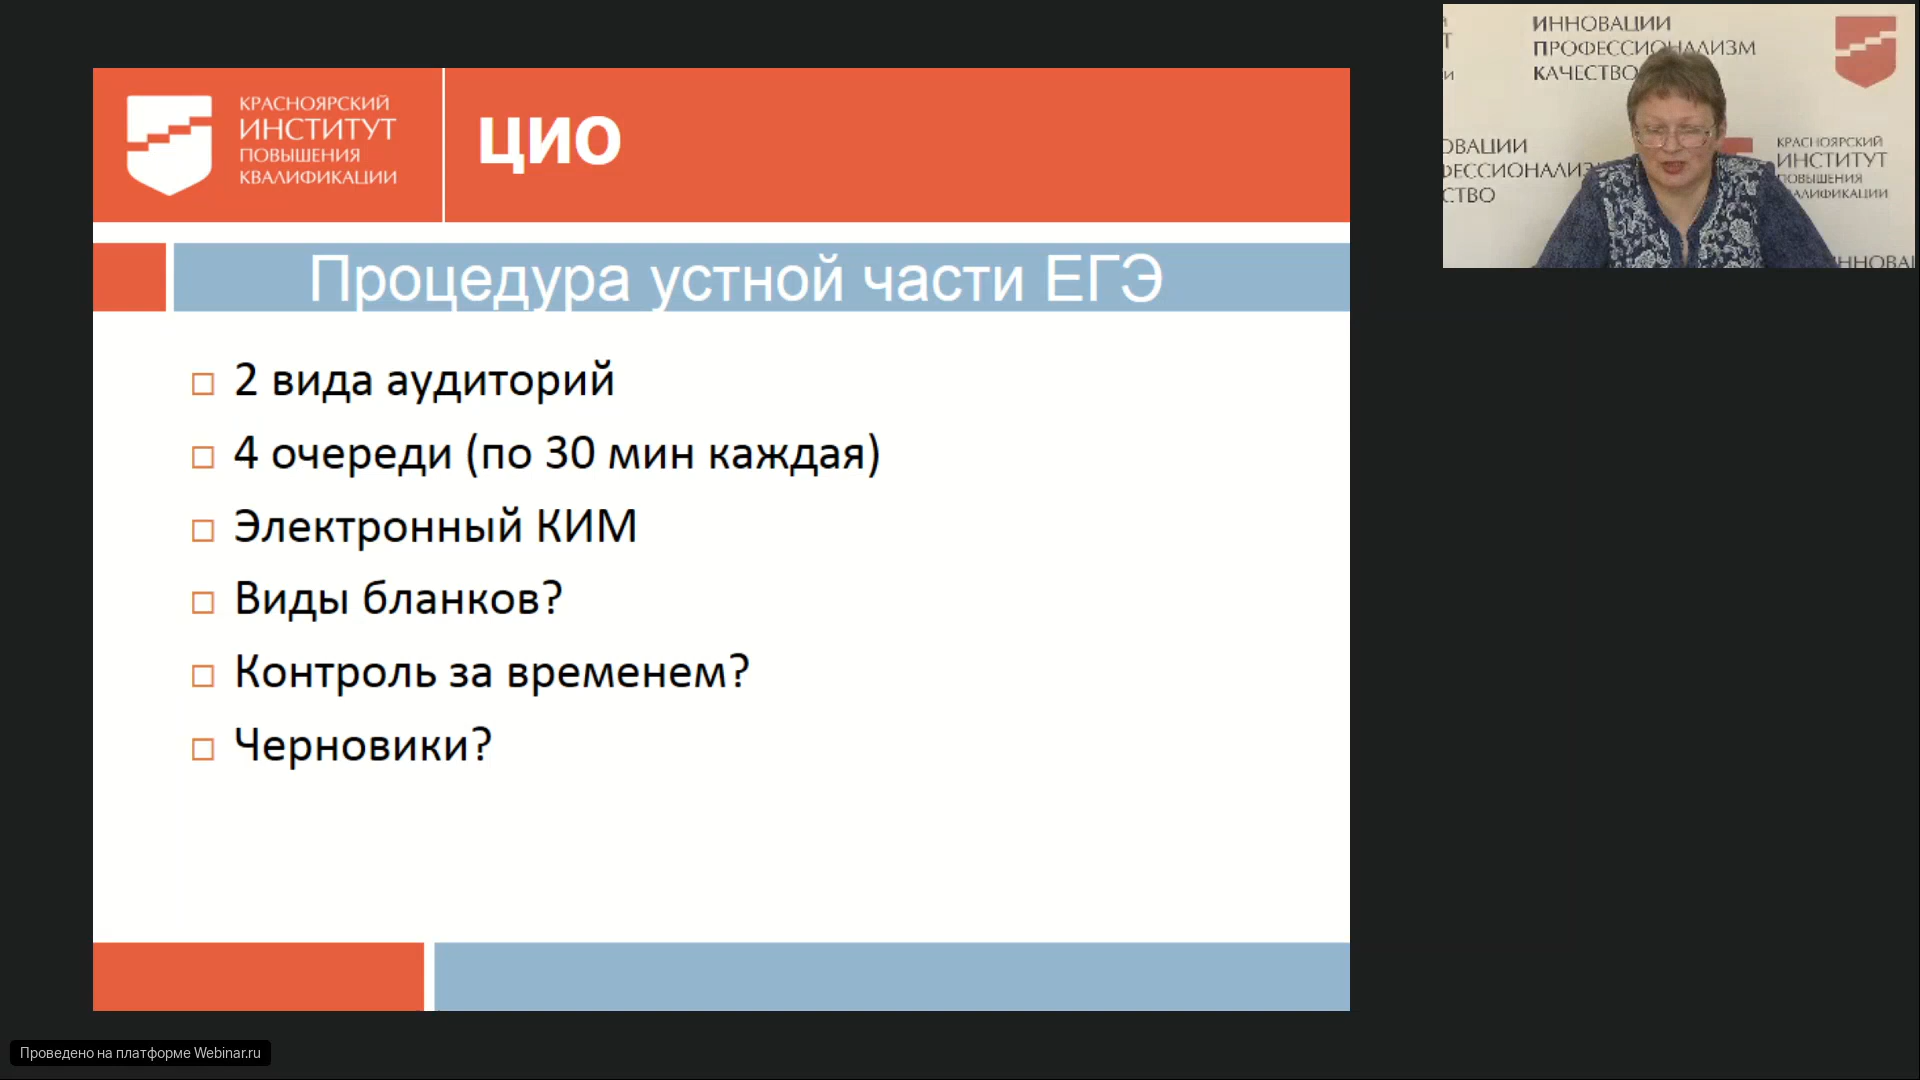 КРАСНОЯРСКИЙ
ИНСТИТУТ
ПОВЫШЕНИЯ
КВАЛИФИКАЦИИ
ЦИО
Процедура устной части ЕГЭ
2 вида аудиторий
4 очереди (по 30 мин каждая)
Электронный КИМ
Виды бланков?
Контроль за временем?
Черновики?
ИННОВАЦИИ
ПРОФЕССИОНАЛИЗМ
КАЧЕСТВО
КРАСНОЯРСКИЙ
ИНСТИТУТ
ПОВЫШЕНИЯ
Проведено на платформе Webinar.ru